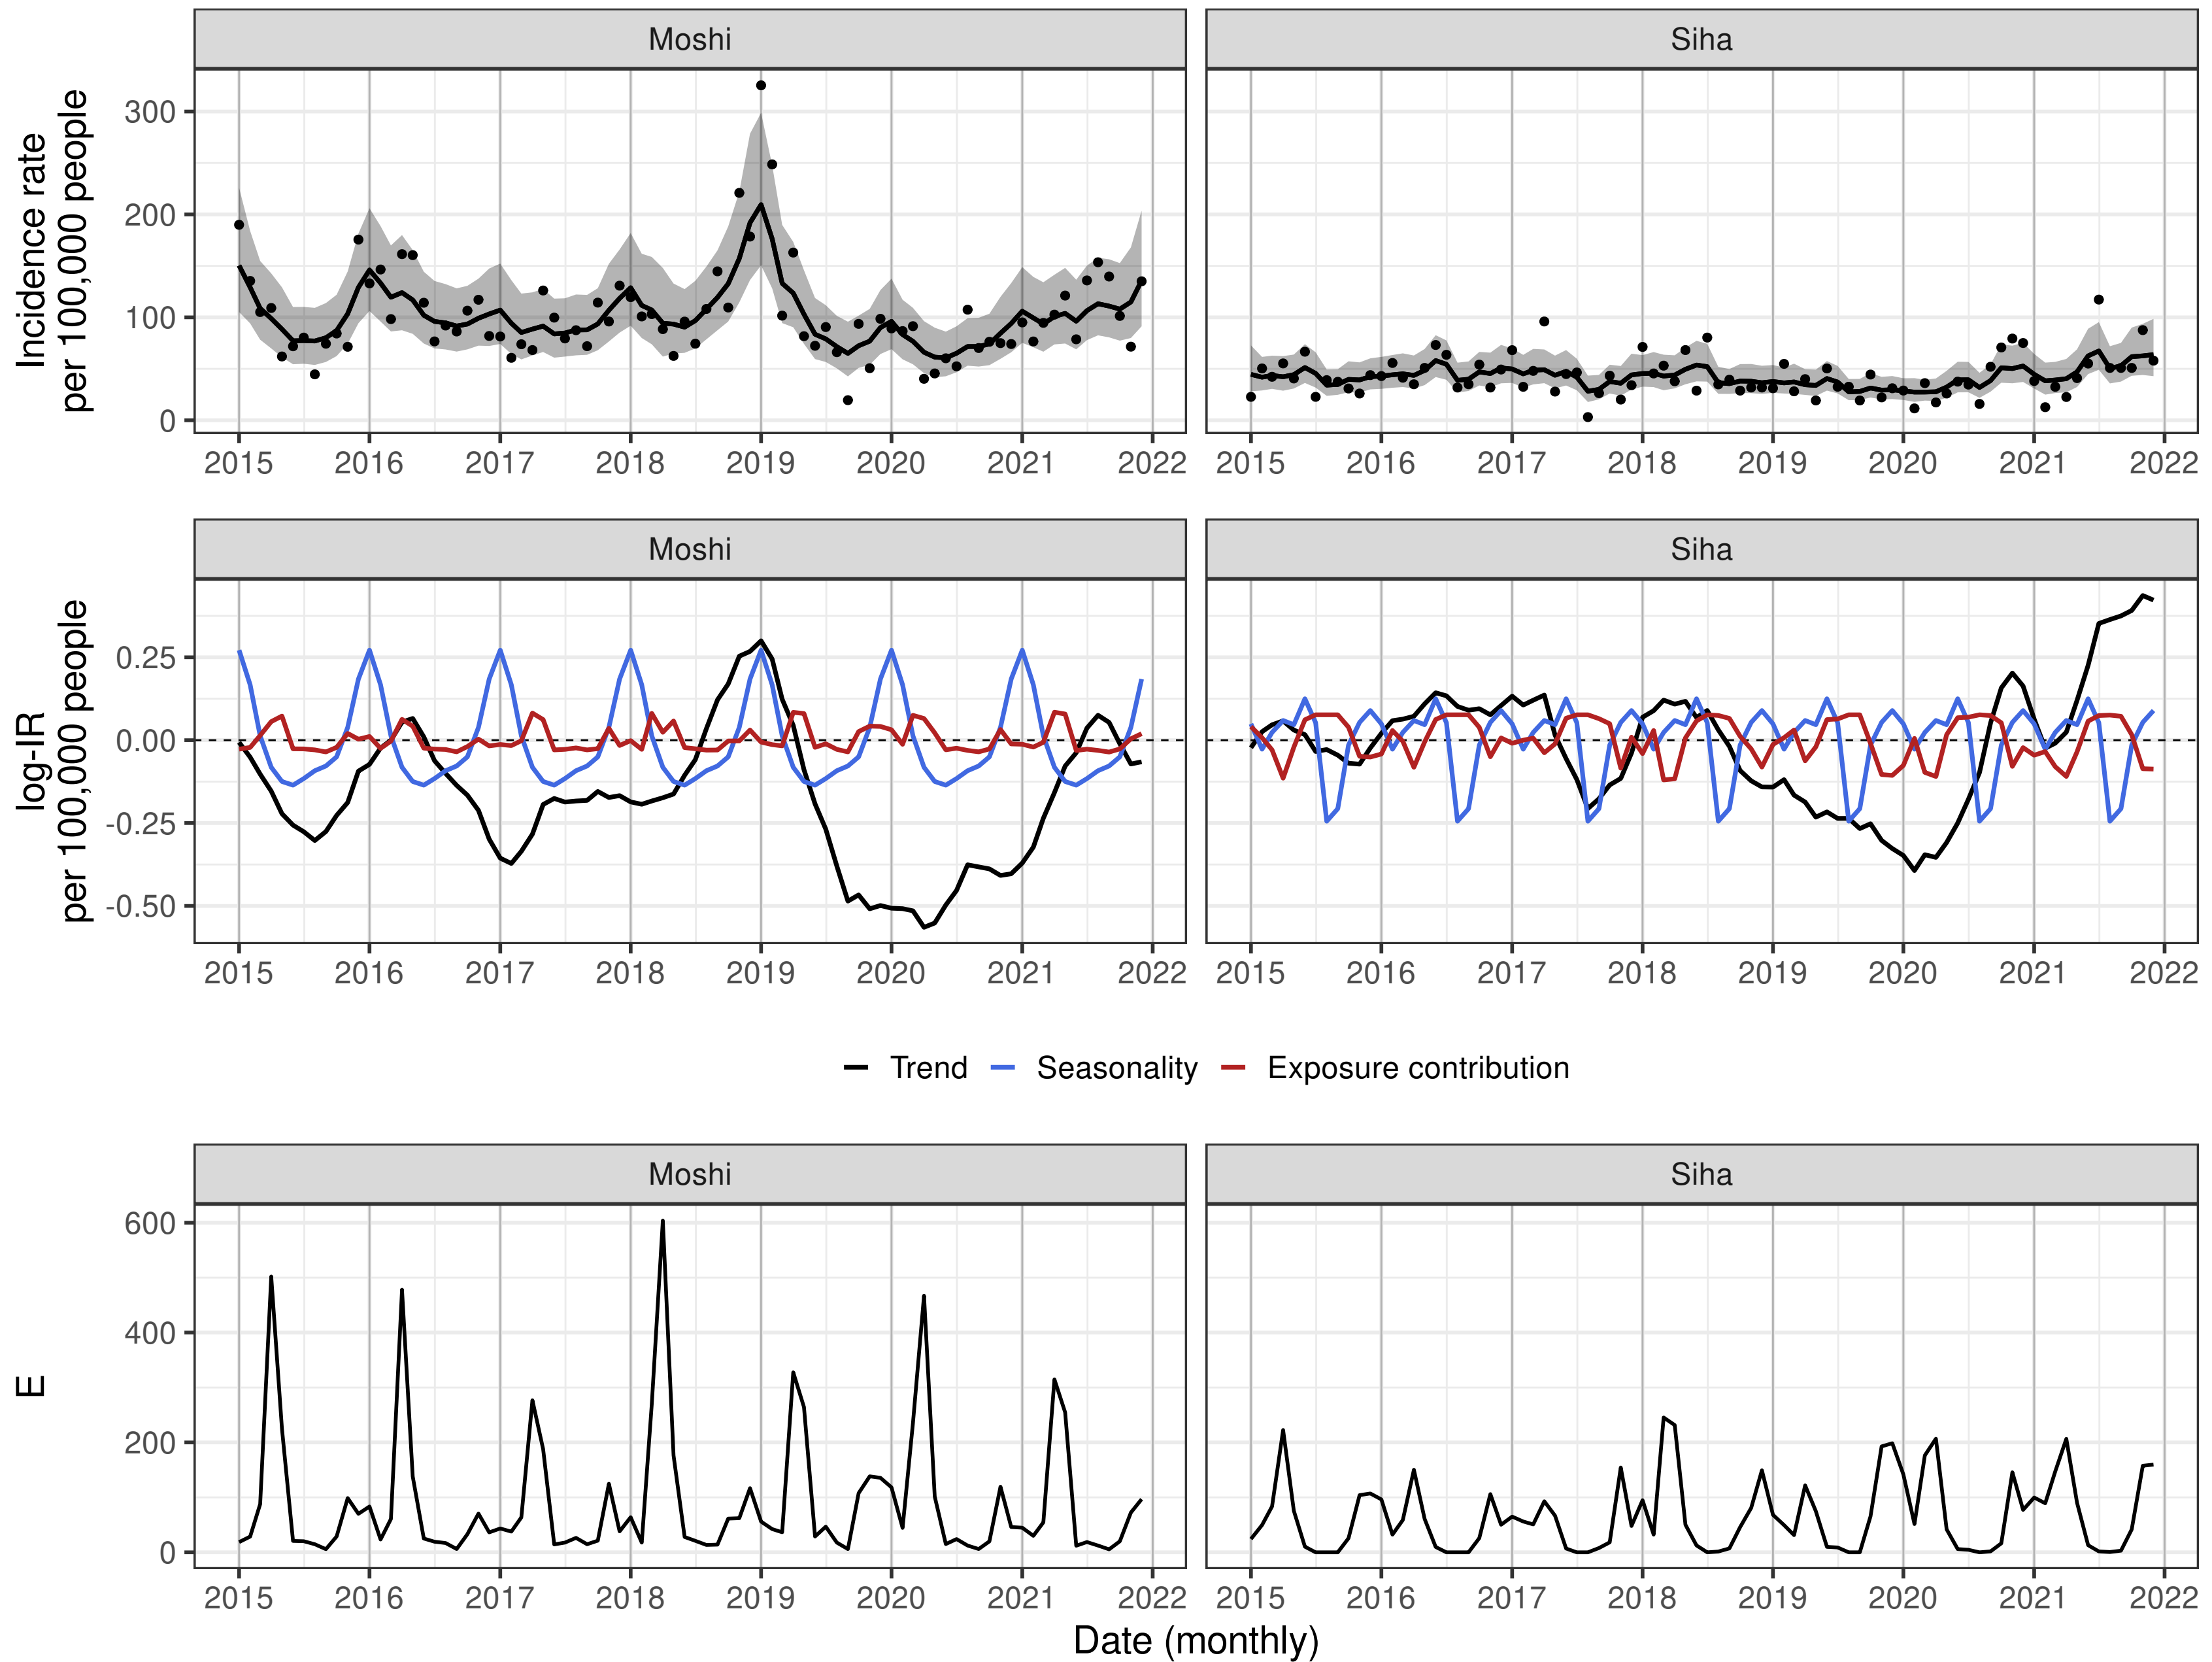 Moshi Siha
Incidence rate
per 100,000 people
300
200
100
0
2015 2016 2017 2018 2019 2020 2021 2022 2015 2016 2017 2018 2019 2020 2021 2022
Moshi Siha
log-IR
per 100,000 people
0.25
0.00
-0.25
-0.50
2015 2016 2017 2018 2019 2020 2021 2022 2015 2016 2017 2018 2019 2020 2021 2022
Trend Seasonality Exposure contribution
Moshi Siha
E
600
400
200
0
2015 2016 2017 2018 2019 2020 2021 2022 2015 2016 2017 2018 2019 2020 2021 2022
Date (monthly)